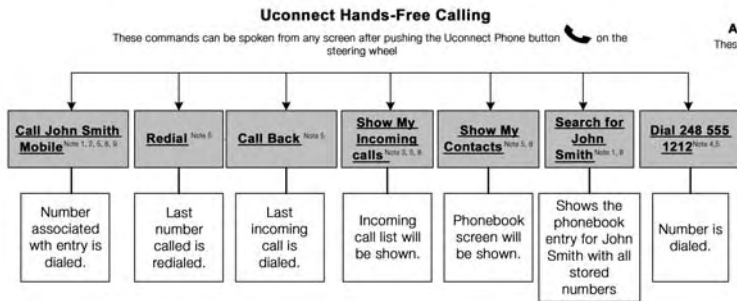 Uconnect Hands-Free Calling
These commands can be spoken from any screen after pushing the Uconnect Phone button on the
steering wheel
A
Thes
Call John Smith
Mobile Note 1, 2, 5, 8, 9
Redial Note 5
Call Back Note 5
Show My
Incoming
calls Note 3, 5, 8
Show My
Contacts Note 5, 8
Search for
John
Smith Note 1, 8
Dial 248 555
1212 Note 4,5
Number
associated
wth entry is
dialed.
Last
number
called is
redialed.
Last
incoming
call is
dialed.
Incoming
call list will
be shown.
Phonebook
screen will
be shown.
Shows the
phonebook
entry for John
Smith with all
stored
numbers
Number is
dialed.